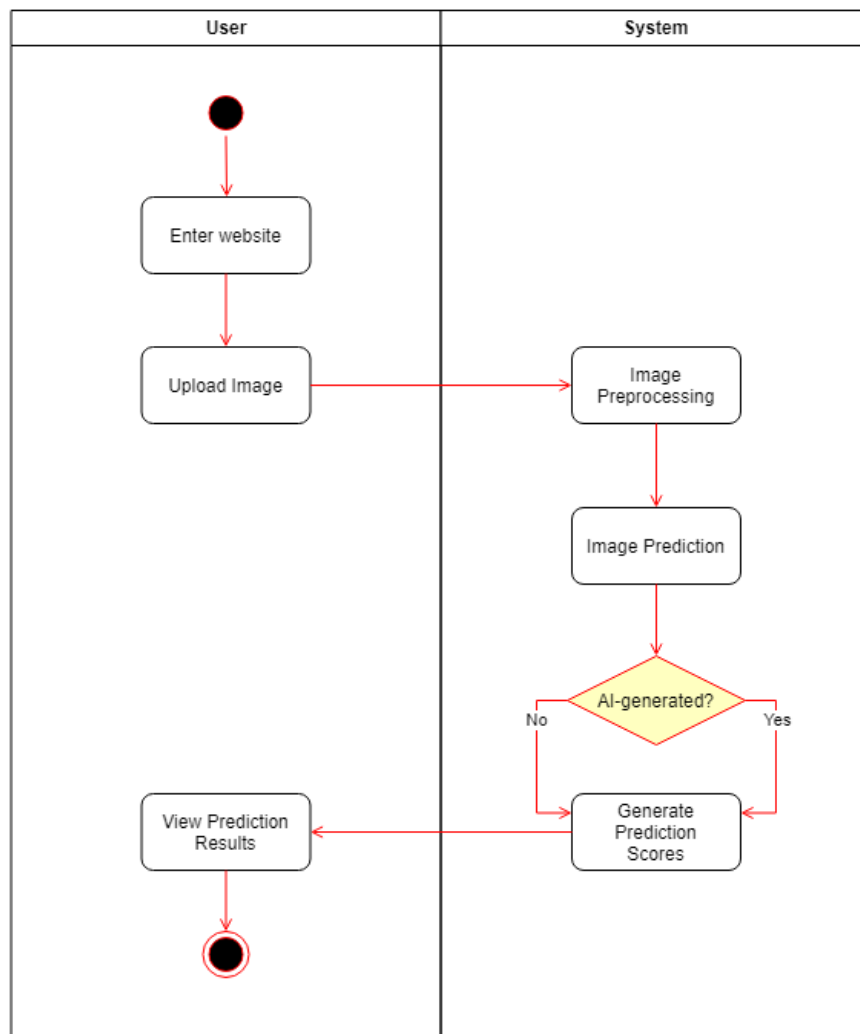 User
System
Enter website
Upload Image
Image
Preprocessing
Image Prediction
AI-generated?
No
Yes
View Prediction
Results
Generate
Prediction
Scores